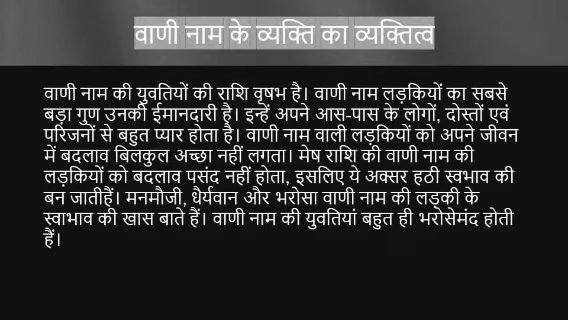 वाणी नाम के व्यक्ति का व्यक्तित्व
वाणी नाम की युवतियों की राशि वृषभ है। वाणी नाम लड़कियों का सबसे
बड़ा गुण उनकी ईमानदारी है। इन्हें अपने आस-पास के लोगों, दोस्तों एवं
परिजनों से बहुत प्यार होता है। वाणी नाम वाली लड़कियों को अपने जीवन
में बदलाव बिलकुल अच्छा नहीं लगता। मेष राशि की वाणी नाम की
लड़कियों को बदलाव पसंद नहीं होता, इसलिए ये अक्सर हठी स्वभाव की
बन जातीहैं। मनमौजी, धैर्यवान और भरोसा वाणी नाम की लड़की के
स्वाभाव की खास बाते हैं। वाणी नाम की युवतियां बहुत ही भरोसेमंद होती
हैं।